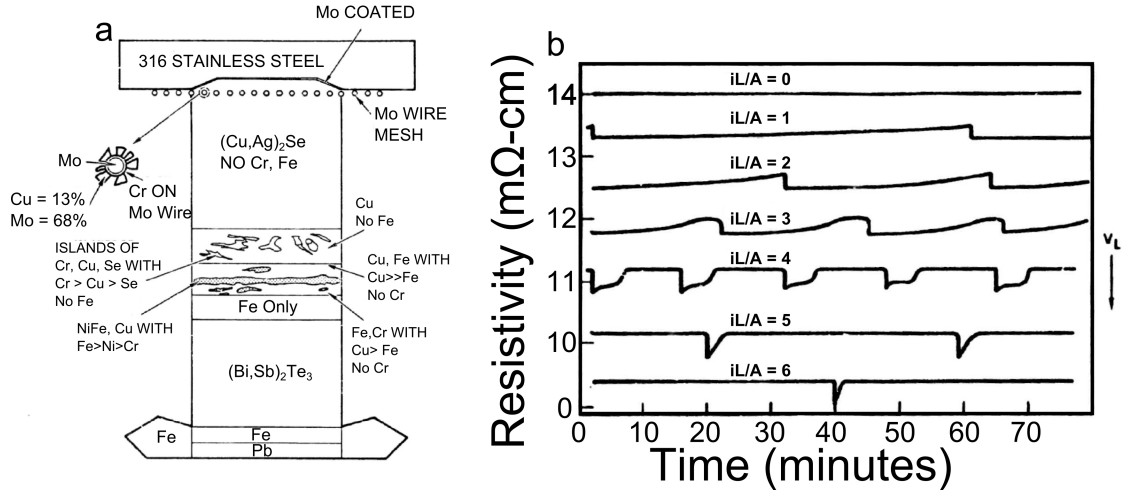 a
Mo COATED
316 STAINLESS STEEL
Mo WIRE
MESH
(Cu,Ag)₂Se
NO Cr, Fe
Mo
Cr ON
Mo Wire
Cu = 13%
Mo = 68%
Cu
No Fe
ISLANDS OF
Cr, Cu, Se WITH
Cr > Cu > Se
No Fe
Cu, Fe WITH
Cu>>Fe
No Cr
Fe Only
NiFe, Cu WITH
Fe>Ni>Cr
Fe,Cr WITH
Cu> Fe
No Cr
(Bi,Sb)₂Te₃
Fe
Fe
Pb
b
Resistivity (mΩ-cm)
14
13
12
11
10
0
iL/A = 0
iL/A = 1
iL/A = 2
iL/A = 3
iL/A = 4
iL/A = 5
iL/A = 6
VL
0 10 20 30 40 50 60 70
Time (minutes)